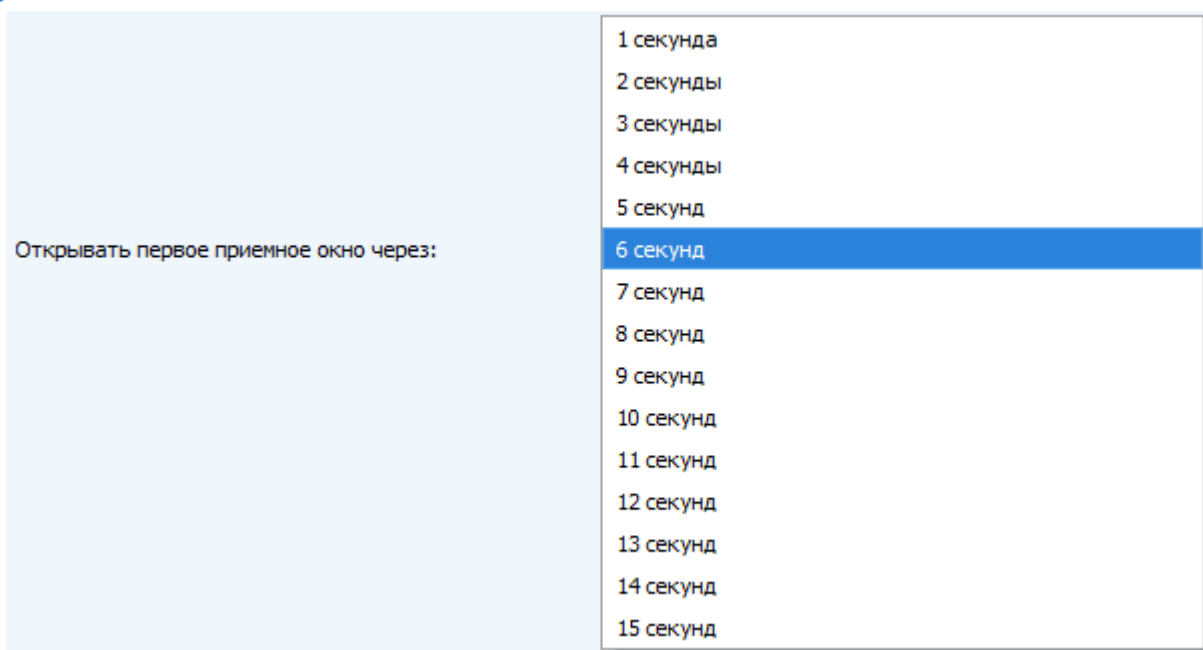 Открывать первое приемное окно через:
1 секунда
2 секунды
3 секунды
4 секунды
5 секунд
6 секунд
7 секунд
8 секунд
9 секунд
10 секунд
11 секунд
12 секунд
13 секунд
14 секунд
15 секунд